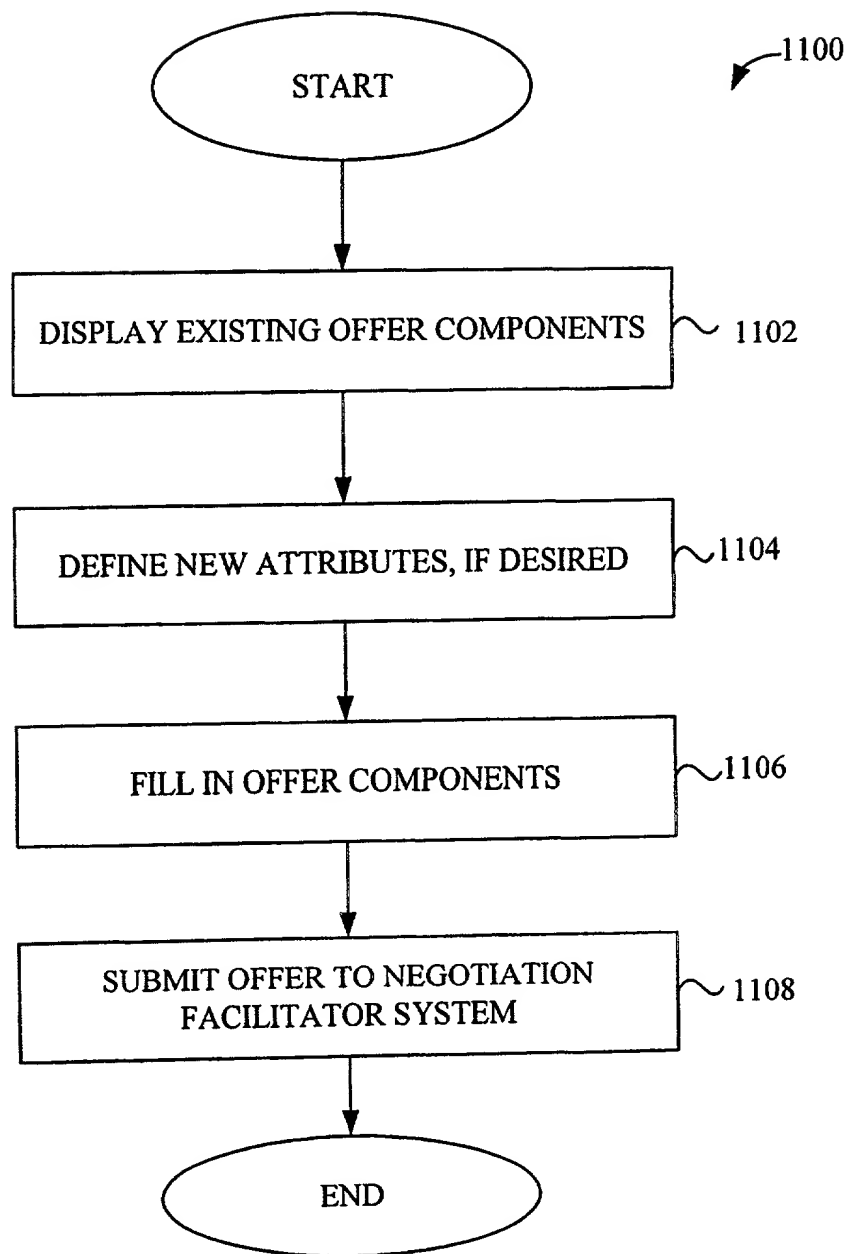 START
1100
DISPLAY EXISTING OFFER COMPONENTS
1102
DEFINE NEW ATTRIBUTES, IF DESIRED
1104
FILL IN OFFER COMPONENTS
1106
SUBMIT OFFER TO NEGOTIATION
FACILITATOR SYSTEM
1108
END